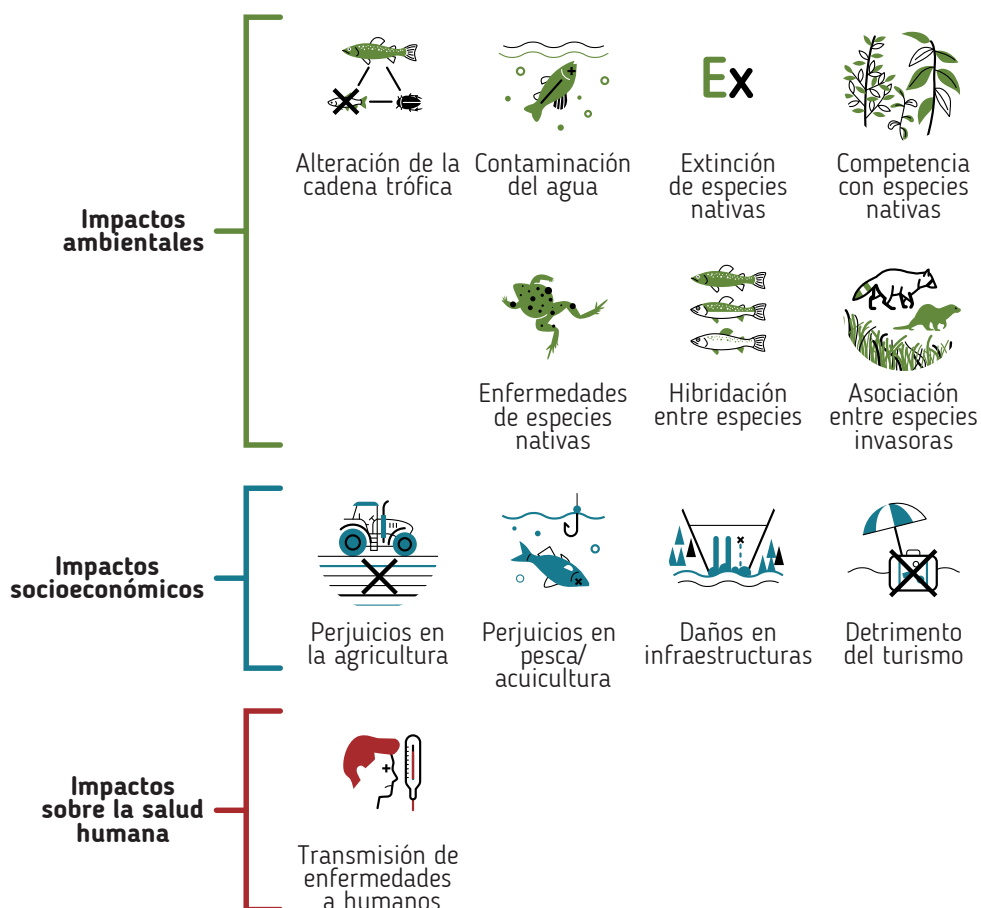 Impactos
ambientales
Alteración de la
cadena trófica
Contaminación
del agua
Ex
Extinción
de especies
nativas
Competencia
con especies
nativas
Enfermedades
de especies
nativas
Hibridación
entre especies
Asociación
entre especies
invasoras
Impactos
socioeconómicos
Perjuicios en
la agricultura
Perjuicios en
pesca/
acuicultura
Daños en
infraestructuras
Detrimento
del turismo
Impactos
sobre la salud
humana
Transmisión de
enfermedades
a humanos